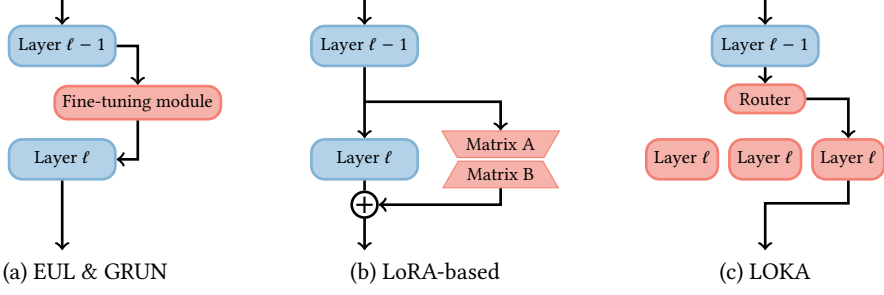 Layer ℓ − 1
Fine-tuning module
Layer ℓ
(a) EUL & GRUN
Layer ℓ − 1
Layer ℓ
Matrix A
Matrix B
(b) LoRA-based
Layer ℓ − 1
Router
Layer ℓ
Layer ℓ
Layer ℓ
(c) LOKA